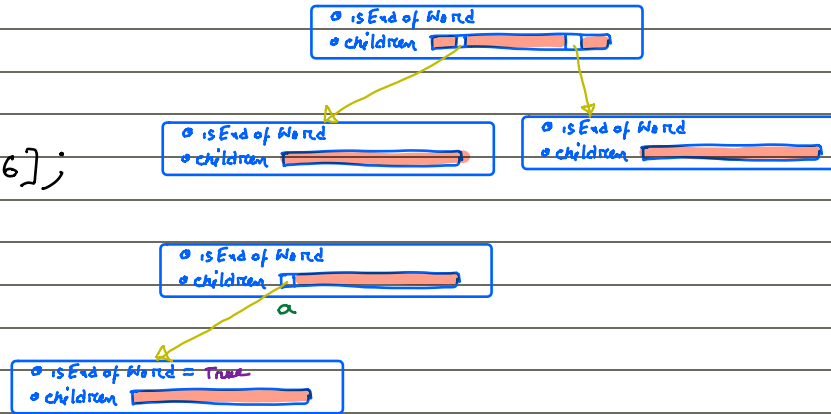 isEnd of Word
children
isEnd of Word
children
isEnd of Word
children
6];
isEnd of Word
children
a
isEnd of Word = True
children